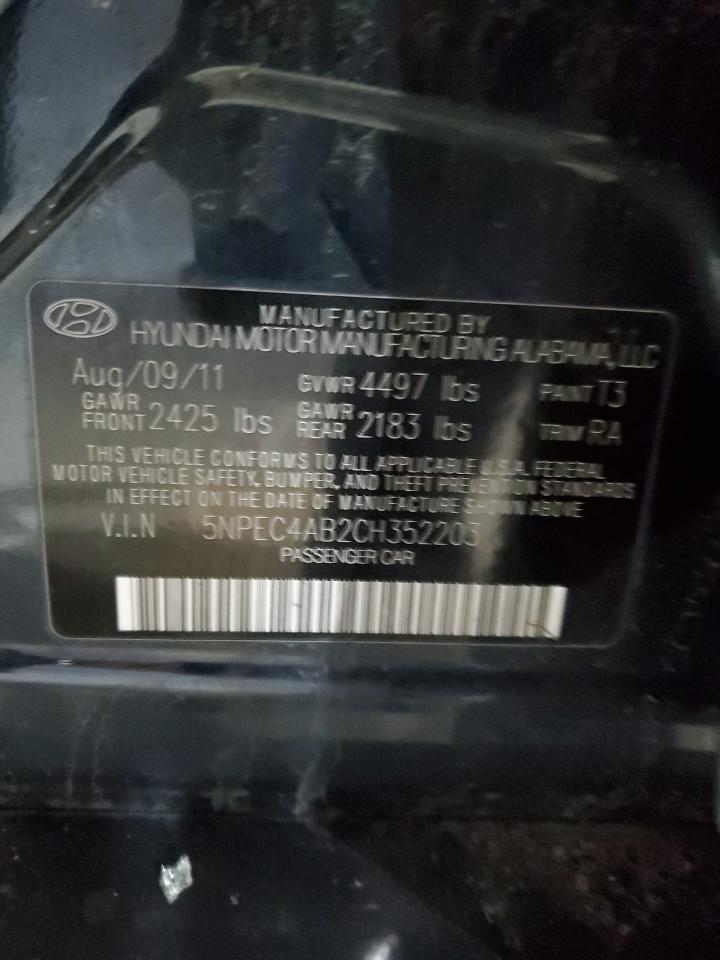 MANUFACTURED BY
HYUNDAI MOTOR MANUFACTURING ALABAMA, LLC
Aug/09/11 GVWR 4497 lbs PAINT T3
GAWR FRONT 2425 lbs GAWR REAR 2183 lbs TRIM RA
THIS VEHICLE CONFORMS TO ALL APPLICABLE U.S.A. FEDERAL
MOTOR VEHICLE SAFETY, BUMPER, AND THEFT PREVENTION STANDARDS
IN EFFECT ON THE DATE OF MANUFACTURE SHOWN ABOVE
V.I.N 5NPEC4AB2CH352203
PASSENGER CAR